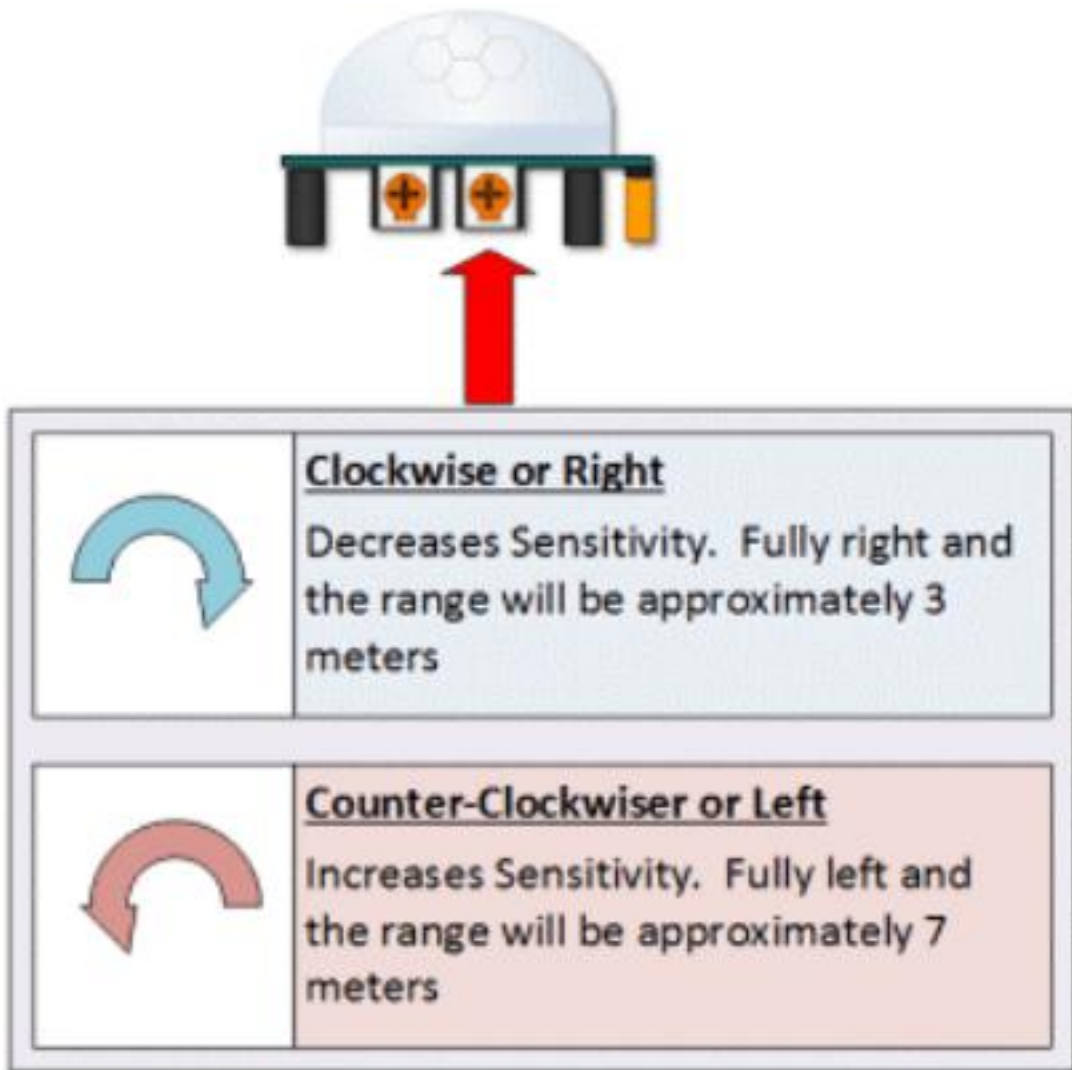 Clockwise or Right
Decreases Sensitivity. Fully right and
the range will be approximately 3
meters
Counter-Clockwiser or Left
Increases Sensitivity. Fully left and
the range will be approximately 7
meters